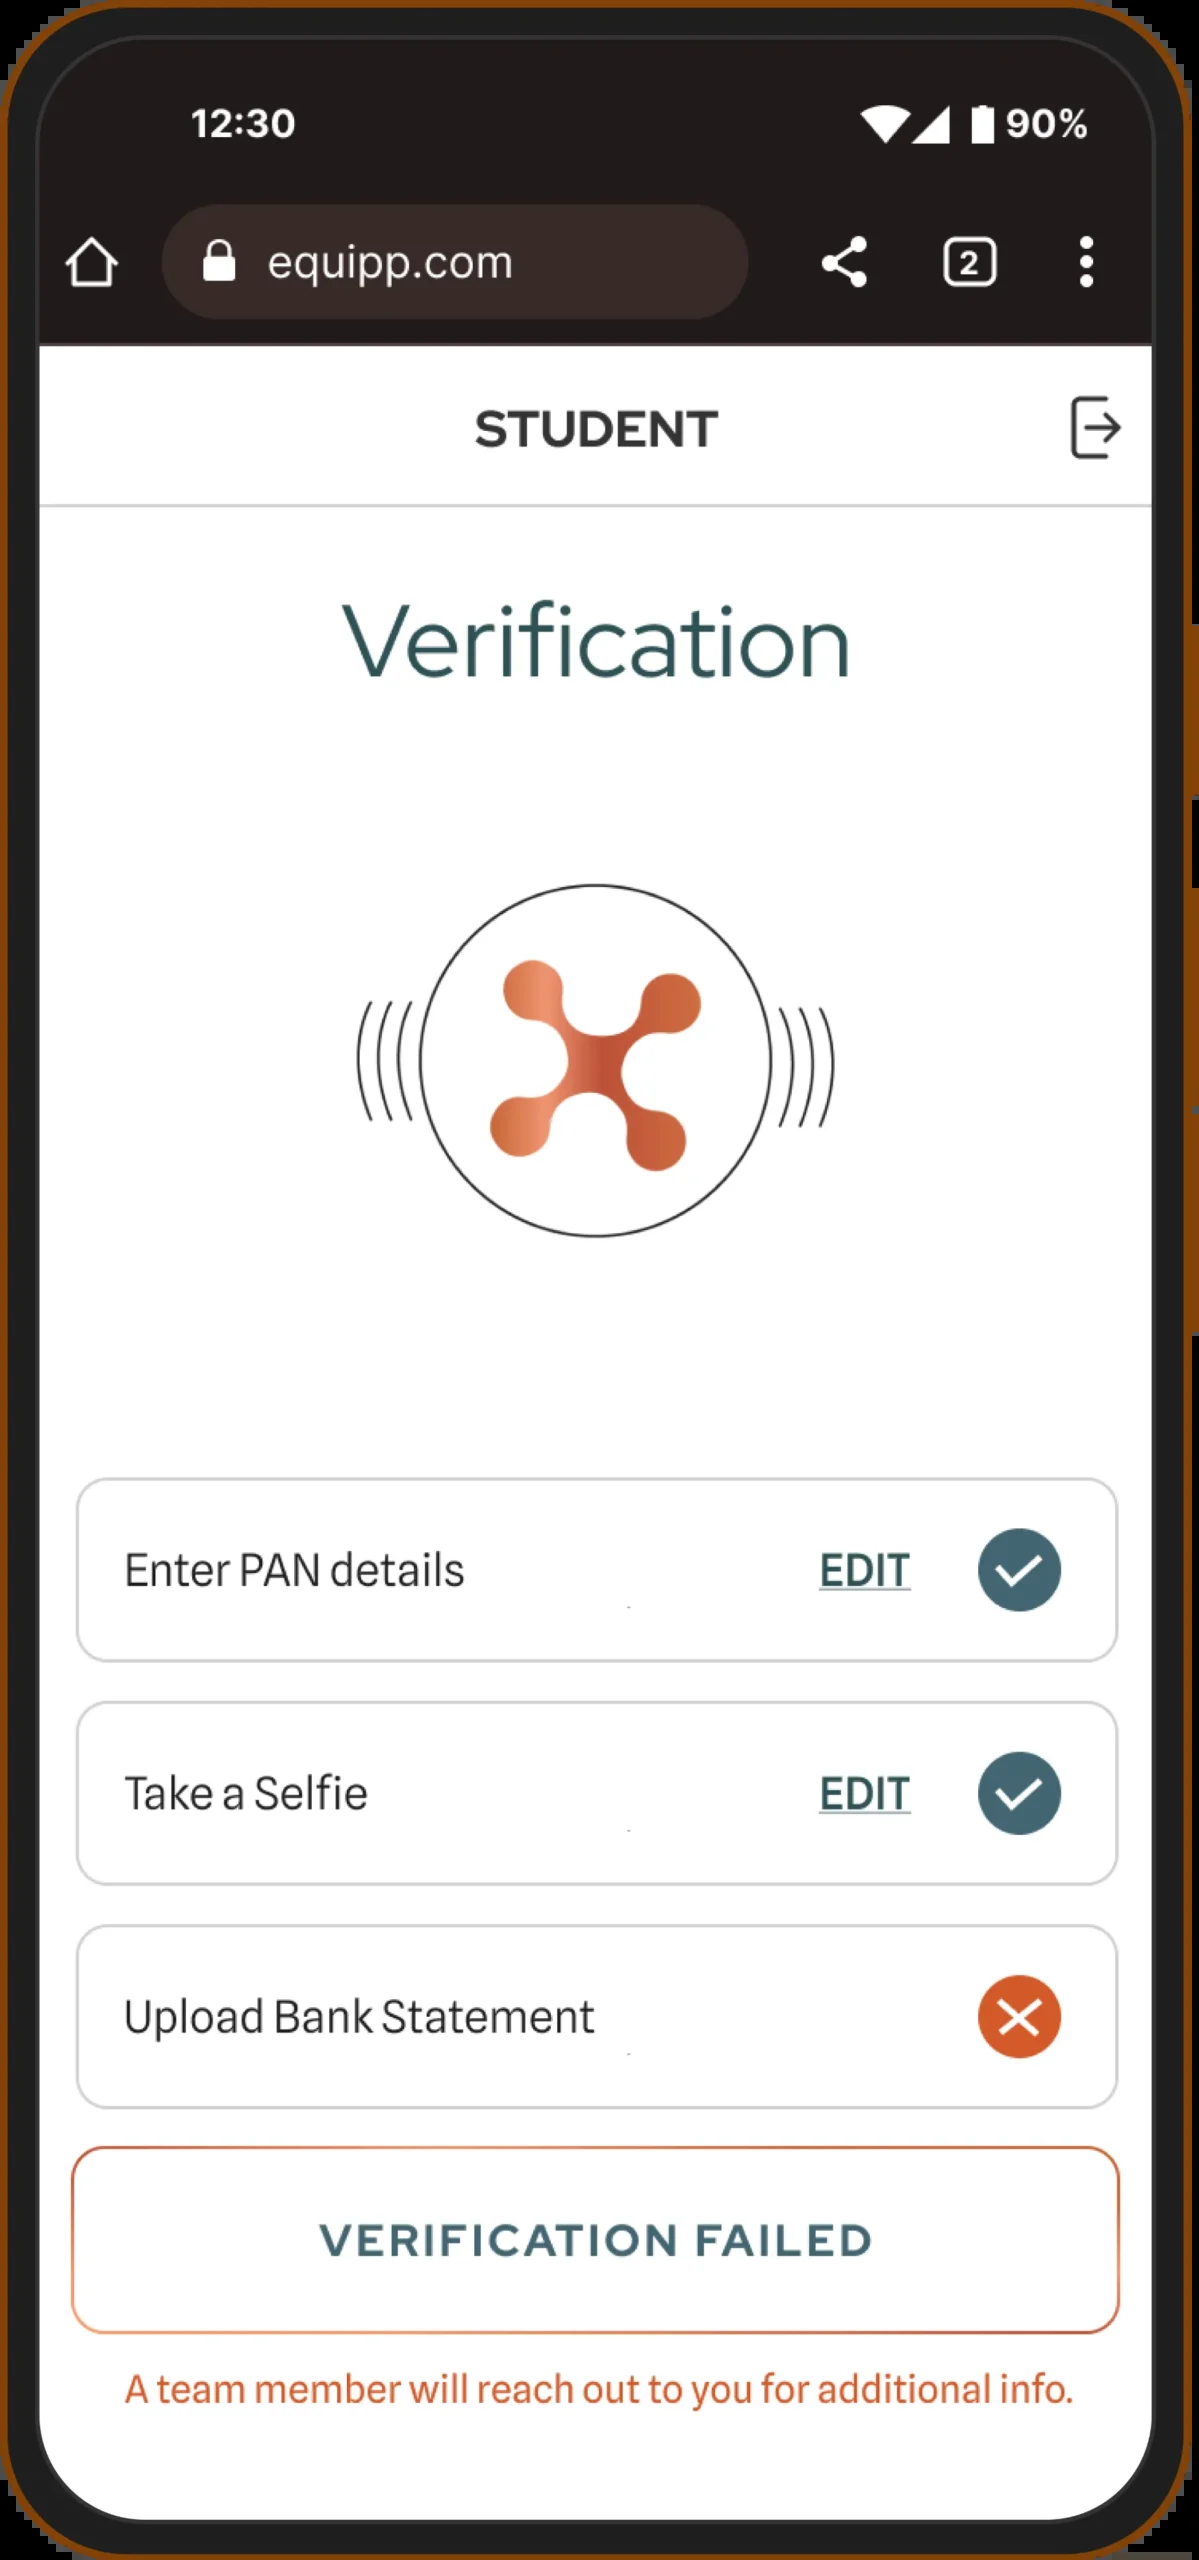 12:30 90%
equipp.com 2
STUDENT
Verification
Enter PAN details EDIT
Take a Selfie EDIT
Upload Bank Statement
VERIFICATION FAILED
A team member will reach out to you for additional info.